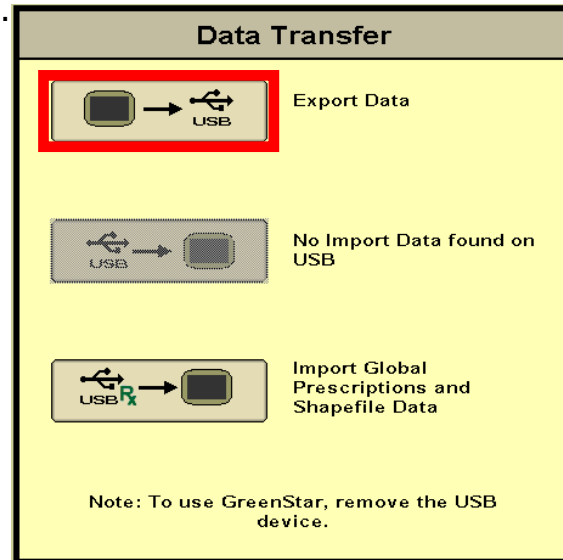 .
Data Transfer
USB
Export Data
USB
No Import Data found on
USB
USB Rx
Import Global
Prescriptions and
Shapefile Data
Note: To use GreenStar, remove the USB
device.